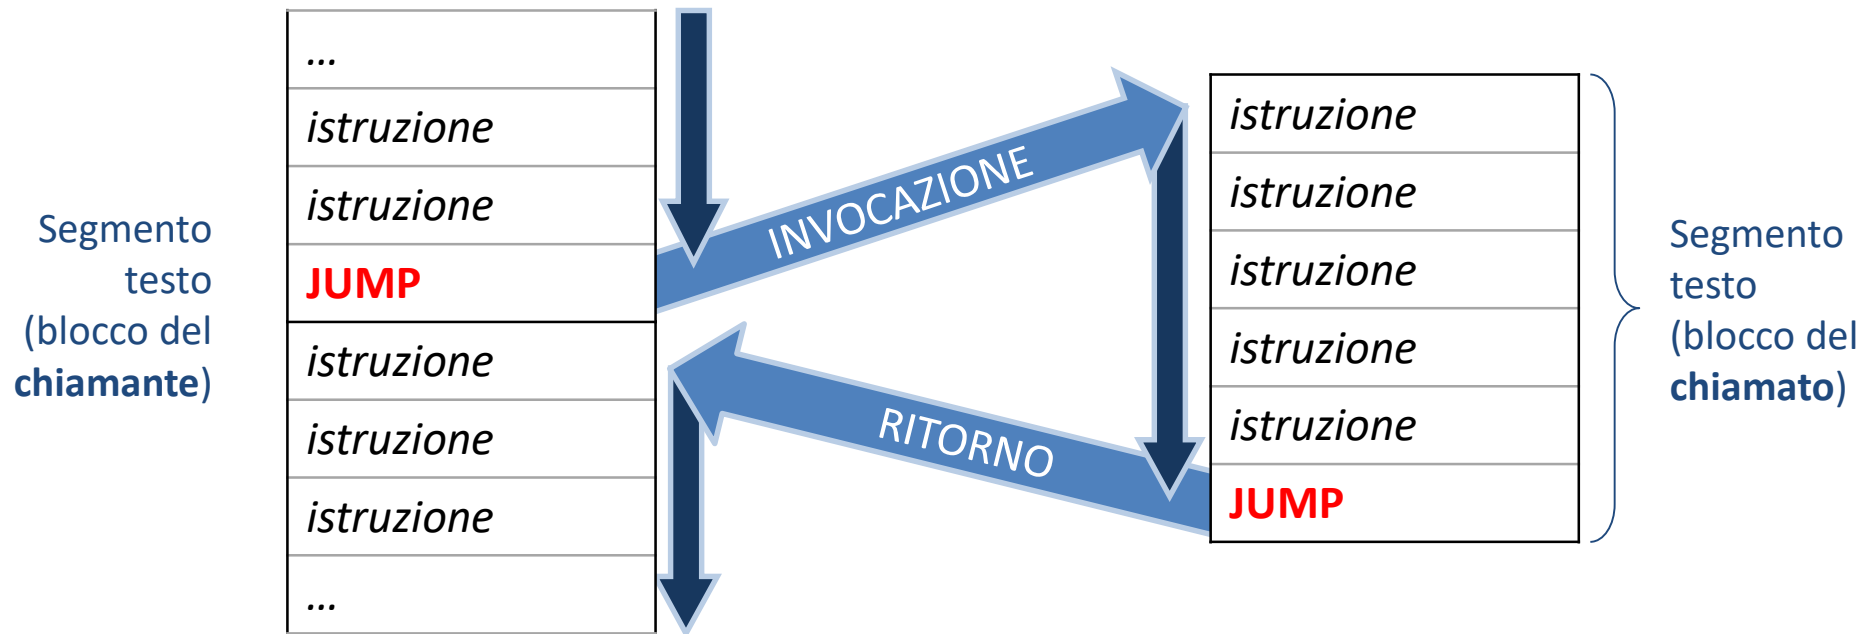 Segmento
testo
(blocco del
chiamante)
…
istruzione
istruzione
JUMP
istruzione
istruzione
istruzione
…
INVOCAZIONE
RITORNO
istruzione
istruzione
istruzione
istruzione
istruzione
JUMP
Segmento
testo
(blocco del
chiamato)